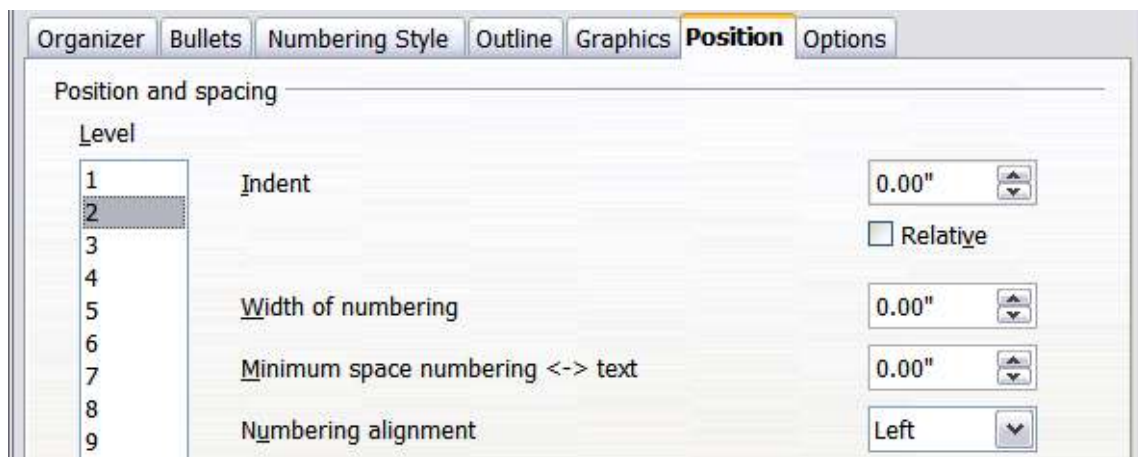 Organizer Bullets Numbering Style Outline Graphics Position Options
Position and spacing
Level
1
2
3
4
5
6
7
8
9
Indent 0.00"
Relative
Width of numbering 0.00"
Minimum space numbering <-> text 0.00"
Numbering alignment Left